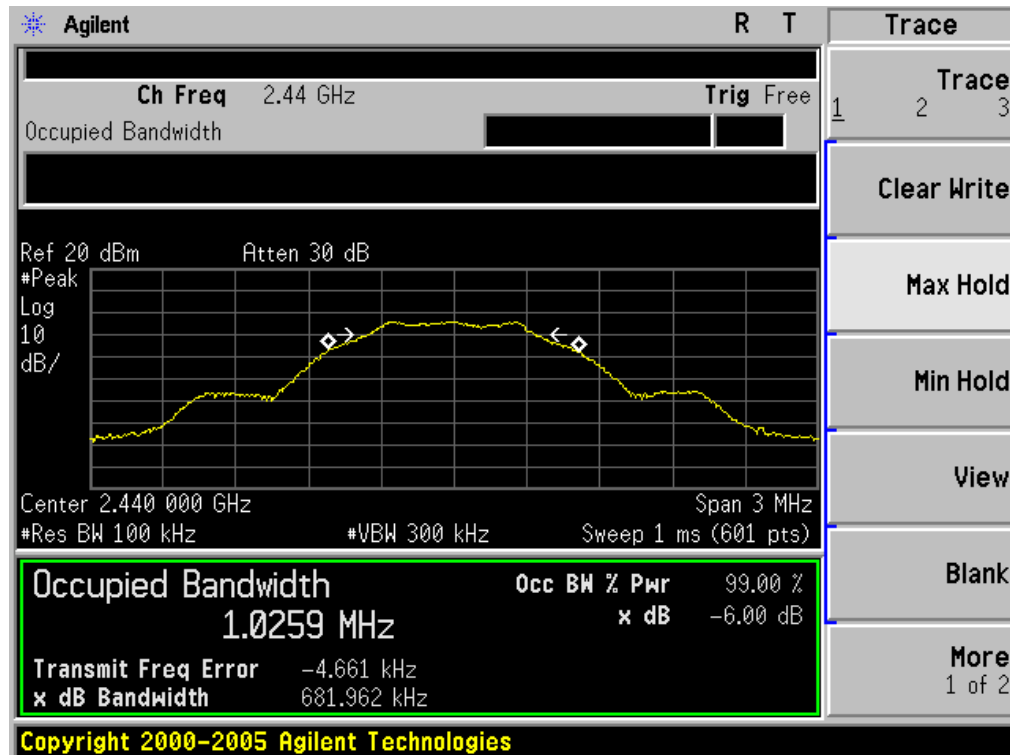 Agilent R T
Trace
Ch Freq 2.44 GHz Trig Free
Occupied Bandwidth
Trace
1 2 3
Clear Write
Max Hold
Min Hold
View
Blank
More
1 of 2
Ref 20 dBm Atten 30 dB
#Peak
Log
10
dB/
Center 2.440 000 GHz Span 3 MHz
#Res BW 100 kHz #VBW 300 kHz Sweep 1 ms (601 pts)
Occupied Bandwidth
1.0259 MHz
Occ BW % Pwr 99.00 %
x dB -6.00 dB
Transmit Freq Error -4.661 kHz
x dB Bandwidth 681.962 kHz
Copyright 2000-2005 Agilent Technologies